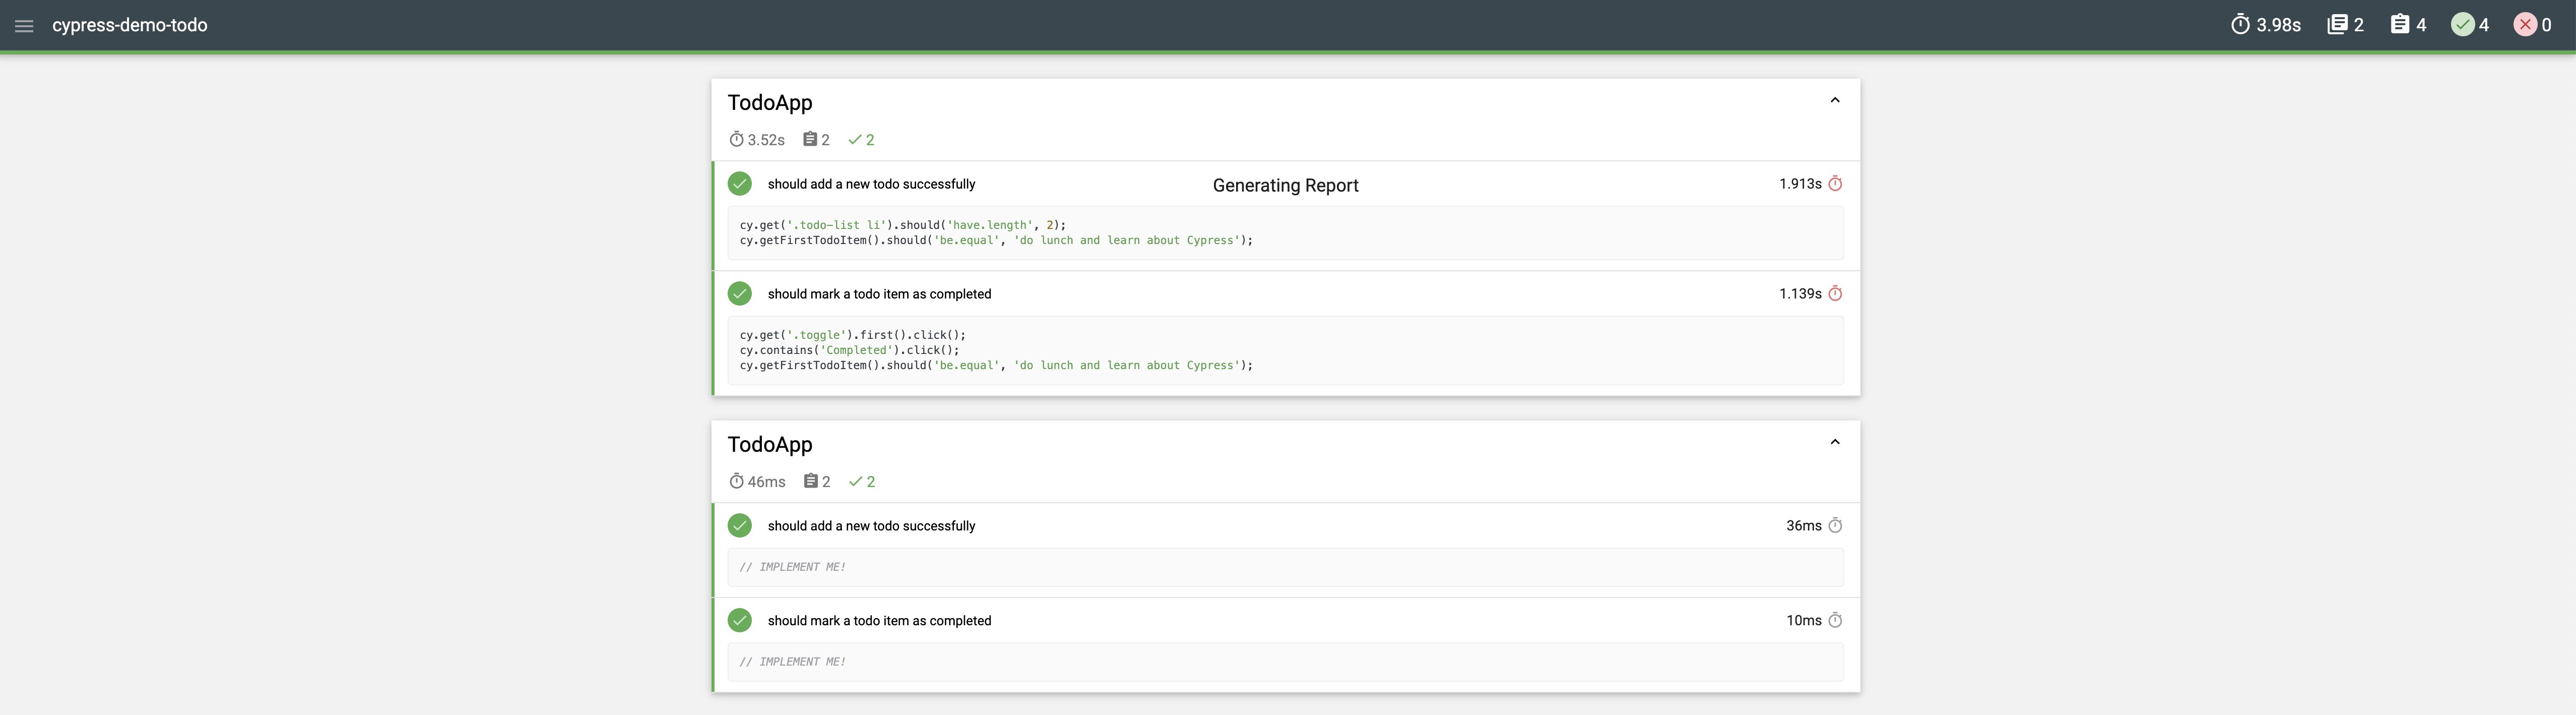 cypress-demo-todo 3.98s 2 4 4 0
TodoApp
3.52s 2 2
should add a new todo successfully Generating Report 1.913s
cy.get('.todo-list li').should('have.length', 2);
cy.getFirstTodoItem().should('be.equal', 'do lunch and learn about Cypress');
should mark a todo item as completed 1.139s
cy.get('.toggle').first().click();
cy.contains('Completed').click();
cy.getFirstTodoItem().should('be.equal', 'do lunch and learn about Cypress');
TodoApp
46ms 2 2
should add a new todo successfully 36ms
// IMPLEMENT ME!
should mark a todo item as completed 10ms
// IMPLEMENT ME!